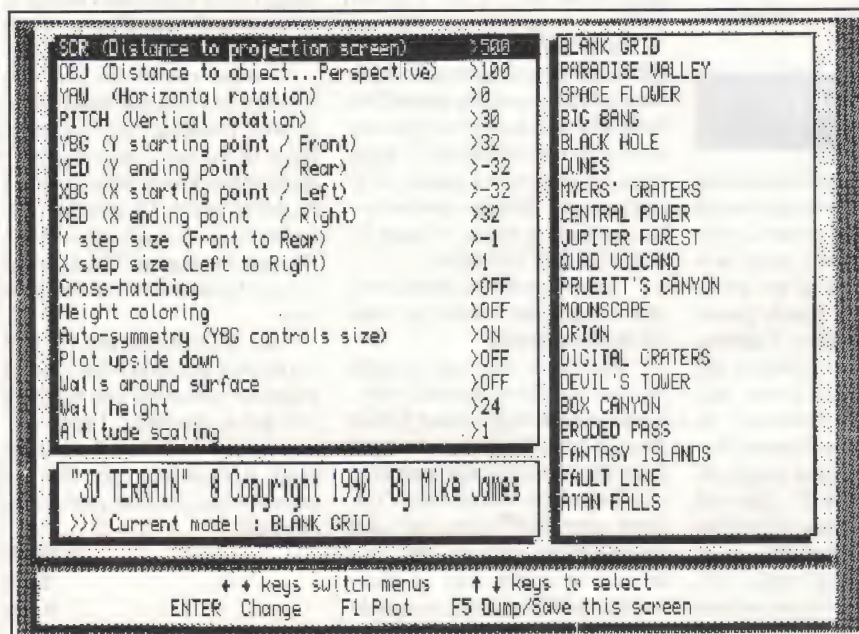 SCR (Distance to projection screen) >500
OBJ (Distance to object...Perspective) >100
YAW (Horizontal rotation) >0
PITCH (Vertical rotation) >30
YBG (Y starting point / Front) >32
YED (Y ending point / Rear) >-32
XBG (X starting point / Left) >-32
XED (X ending point / Right) >32
Y step size (Front to Rear) >-1
X step size (Left to Right) >1
Cross-hatching >OFF
Height coloring >OFF
Auto-symmetry (YBG controls size) >ON
Plot upside down >OFF
Walls around surface >OFF
Wall height >24
Altitude scaling >1
"3D TERRAIN" @ Copyright 1990 By Mike James
>>> Current model : BLANK GRID
BLANK GRID
PARADISE VALLEY
SPACE FLOWER
BIG BANG
BLACK HOLE
DUNES
MYERS' CRATERS
CENTRAL POWER
JUPITER FOREST
QUAD VOLCANO
PRUEITT'S CANYON
MOONSCAPE
ORION
DIGITAL CRATERS
DEVIL'S TOWER
BOX CANYON
ERODED PASS
FANTASY ISLANDS
FAULT LINE
ATAN FALLS
← → keys switch menus ↑ ↓ keys to select
ENTER Change F1 Plot F5 Dump/Save this screen